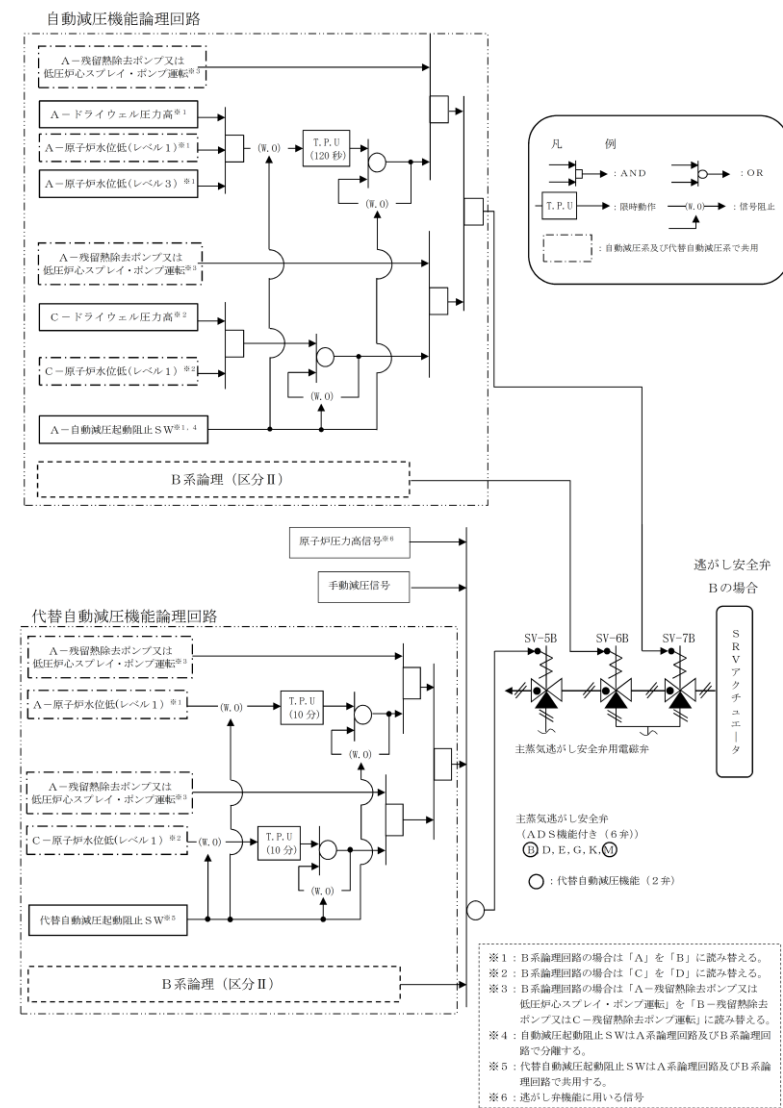 自動減圧機能論理回路
A－残留熱除去ポンプ又は
低圧炉心スプレイ・ポンプ運転※3
A－ドライウェル圧力高※1
A－原子炉水位低(レベル1)※1
A－原子炉水位低(レベル3)※1
(W.O)
T.P.U
(120秒)
(W.O)
A－残留熱除去ポンプ又は
低圧炉心スプレイ・ポンプ運転※3
C－ドライウェル圧力高※2
C－原子炉水位低(レベル1)※2
(W.O)
A－自動減圧起動阻止SW※1,4
B系論理(区分Ⅱ)
凡 例
：AND
：OR
T.P.U
：限時動作
(W.O)
：信号阻止
：自動減圧系及び代替自動減圧系で共用
原子炉圧力高信号※6
手動減圧信号
代替自動減圧機能論理回路
A－残留熱除去ポンプ又は
低圧炉心スプレイ・ポンプ運転※3
A－原子炉水位低(レベル1)※1
(W.O)
T.P.U
(10分)
(W.O)
A－残留熱除去ポンプ又は
低圧炉心スプレイ・ポンプ運転※3
C－原子炉水位低(レベル1)※2
(W.O)
T.P.U
(10分)
(W.O)
代替自動減圧起動阻止SW※5
B系論理(区分Ⅱ)
逃がし安全弁
Bの場合
SV-5B
SV-6B
SV-7B
SRVアクチュエータ
主蒸気逃がし安全弁用電磁弁
主蒸気逃がし安全弁
(ADS機能付き(6弁))
B,D,E,G,K,M
：代替自動減圧機能(2弁)
※1：B系論理回路の場合は「A」を「B」に読み替える。
※2：B系論理回路の場合は「C」を「D」に読み替える。
※3：B系論理回路の場合は「A－残留熱除去ポンプ又は
低圧炉心スプレイ・ポンプ運転」を「B－残留熱除去
ポンプ又はC－残留熱除去ポンプ運転」に読み替える。
※4：自動減圧起動阻止SWはA系論理回路及びB系論理回
路で分離する。
※5：代替自動減圧起動阻止SWはA系論理回路及びB系論
理回路で共用する。
※6：逃がし弁機能に用いる信号